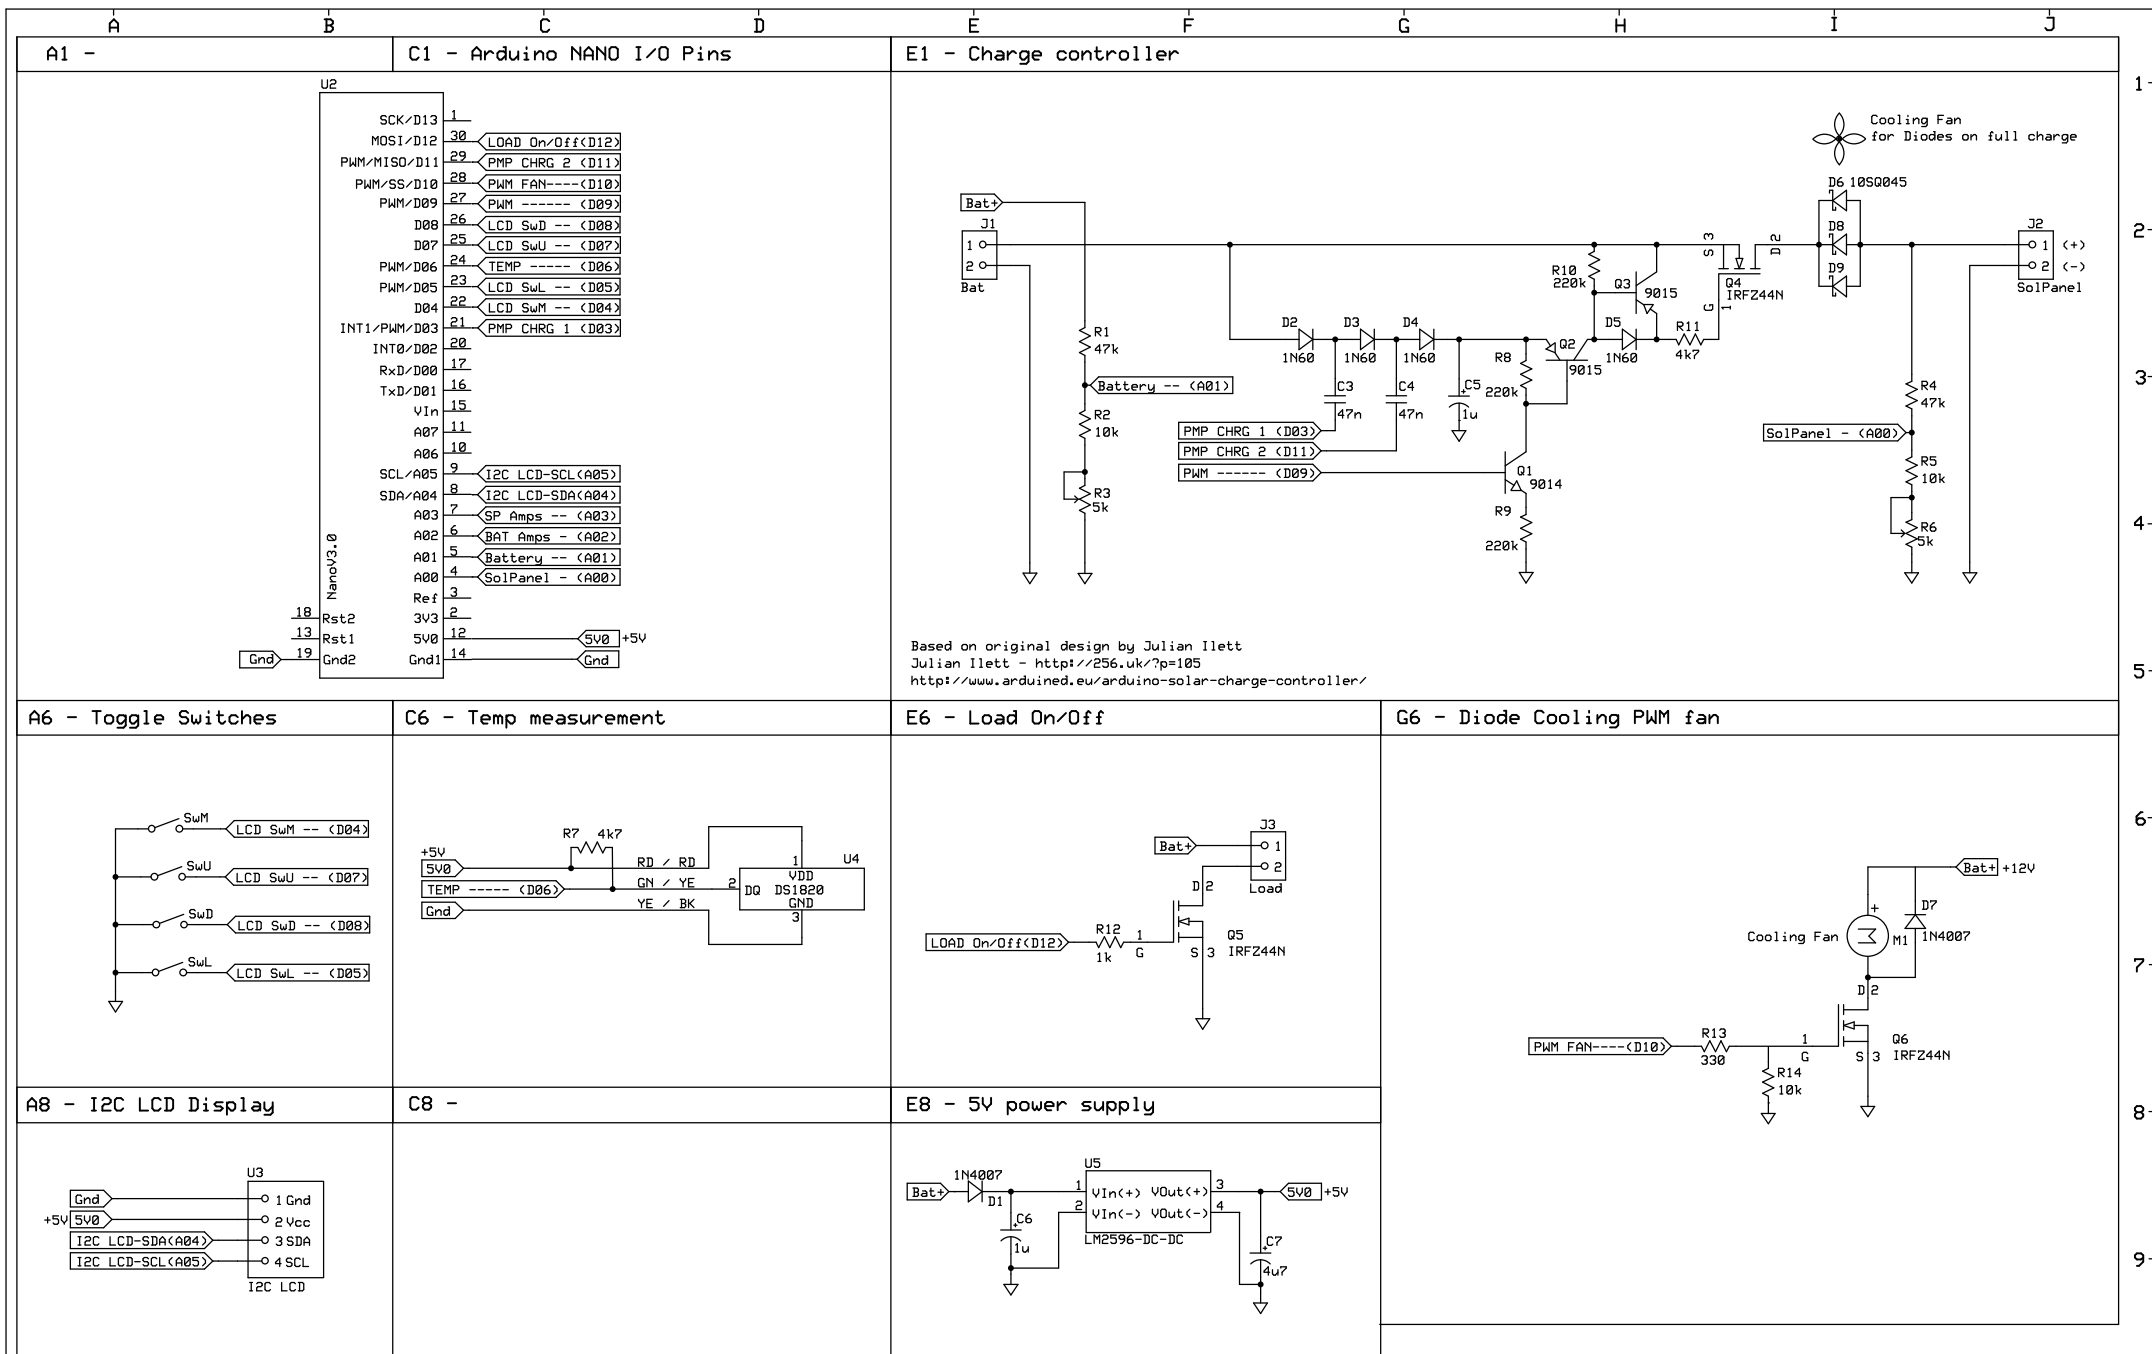 A B C D E F G H I J
1 2 3 4 5 6 7 8 9
A1 -
C1 - Arduino NANO I/O Pins
E1 - Charge controller
U2
SCK/D13 1
MOSI/D12 30 LOAD On/Off(D12)
PWM/MISO/D11 29 PMP CHRG 2 (D11)
PWM/SS/D10 28 PWM FAN----(D10)
PWM/D09 27 PWM ------ (D09)
D08 26 LCD SwD -- (D08)
D07 25 LCD SwU -- (D07)
PWM/D06 24 TEMP ----- (D06)
PWM/D05 23 LCD SwL -- (D05)
D04 22 LCD SwM -- (D04)
INT1/PWM/D03 21 PMP CHRG 1 (D03)
INT0/D02 20
RxD/D00 17
TxD/D01 16
VIn 15
A07 11
A06 10
SCL/A05 9 I2C LCD-SCL(A05)
SDA/A04 8 I2C LCD-SDA(A04)
A03 7 SP Amps -- (A03)
A02 6 BAT Amps - (A02)
A01 5 Battery -- (A01)
A00 4 SolPanel - (A00)
Ref 3
3V3 2
5V0 12 5V0 +5V
Gnd1 14 Gnd
NanoV3.0
18 Rst2
13 Rst1
Gnd 19 Gnd2
Cooling Fan
for Diodes on full charge
D6 10SQ045
D8
D9
Bat+
J1
1
2
Bat
J2
1 (+)
2 (-)
SolPanel
R10
220k
Q3
9015
S 3
D 2
Q4
IRFZ44N
G 1
R1
47k
D2
1N60
D3
1N60
D4
1N60
Q2
9015
D5
1N60
R11
4k7
R8
220k
Battery -- (A01)
C3
47n
C4
47n
C5
+
1u
R2
10k
R4
47k
PMP CHRG 1 (D03)
PMP CHRG 2 (D11)
PWM ------ (D09)
SolPanel - (A00)
Q1
9014
R5
10k
R3
5k
R9
220k
R6
5k
Based on original design by Julian Ilett
Julian Ilett - http://256.uk/?p=105
http://www.arduined.eu/arduino-solar-charge-controller/
A6 - Toggle Switches
C6 - Temp measurement
E6 - Load On/Off
G6 - Diode Cooling PWM fan
SwM
LCD SwM -- (D04)
SwU
LCD SwU -- (D07)
SwD
LCD SwD -- (D08)
SwL
LCD SwL -- (D05)
R7 4k7
+5V
5V0
RD / RD
TEMP ----- (D06)
GN / YE
Gnd
YE / BK
U4
1
VDD
2 DQ DS1820
GND
3
J3
Bat+
1
2
Load
D 2
R12
1k
LOAD On/Off(D12)
1
G
S 3
Q5
IRFZ44N
Bat+ +12V
+
D7
1N4007
Cooling Fan
M
M1
D 2
R13
330
PWM FAN----(D10)
1
G
S 3
Q6
IRFZ44N
R14
10k
A8 - I2C LCD Display
C8 -
E8 - 5V power supply
U3
Gnd 1 Gnd
+5V 5V0 2 Vcc
I2C LCD-SDA(A04) 3 SDA
I2C LCD-SCL(A05) 4 SCL
I2C LCD
1N4007
Bat+
D1
U5
1 VIn(+) VOut(+) 3
2 VIn(-) VOut(-) 4
LM2596-DC-DC
5V0 +5V
C6
+
1u
C7
+
4u7